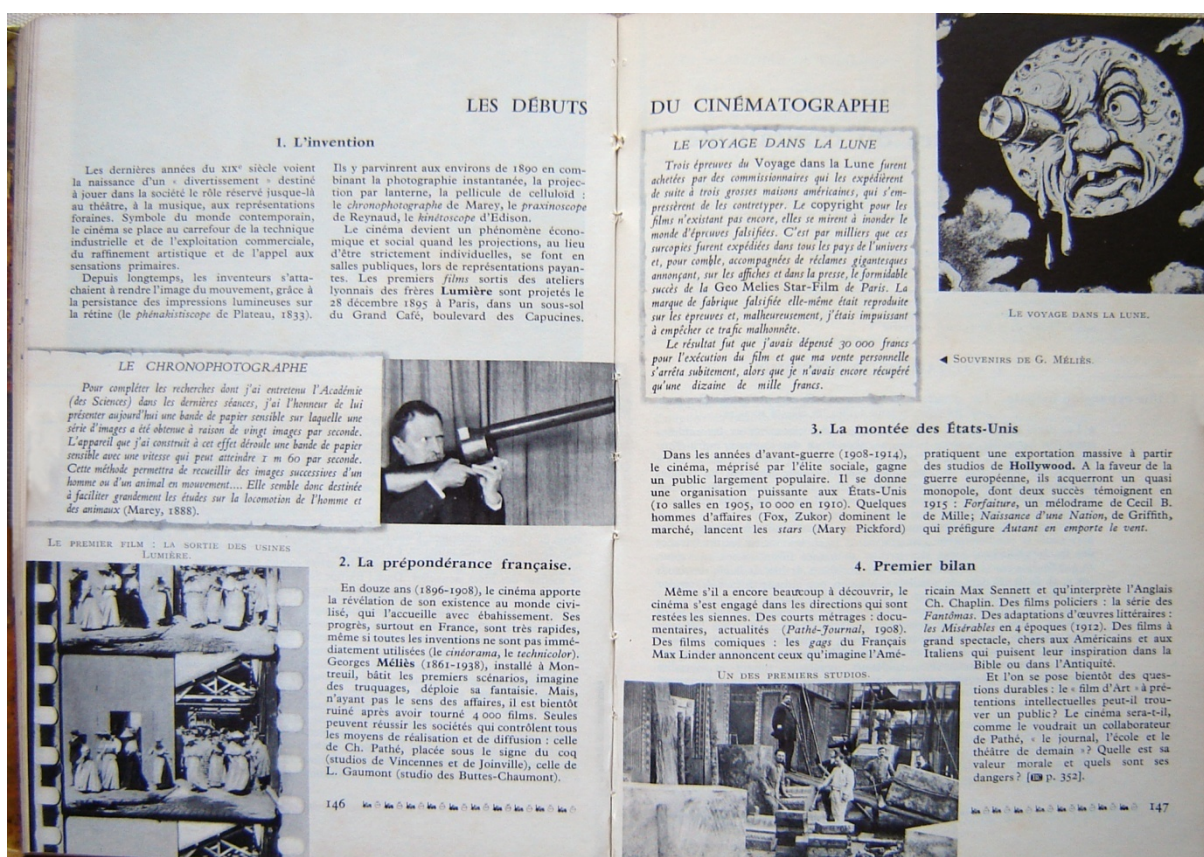 LES DÉBUTS
1. L'invention
Les dernières années du XIXe siècle voient
la naissance d'un « divertissement » destiné
à jouer dans la société le rôle réservé jusque-là
au théâtre, à la musique, aux représentations
foraines. Symbole du monde contemporain,
le cinéma se place au carrefour de la technique
industrielle et de l'exploitation commerciale,
du raffinement artistique et de l'appel aux
sensations primaires.
Depuis longtemps, les inventeurs s'atta-
chaient à rendre l'image du mouvement, grâce à
la persistance des impressions lumineuses sur
la rétine (le phénakistiscope de Plateau, 1833).
Ils y parvinrent aux environs de 1890 en com-
binant la photographie instantanée, la projec-
tion par lanterne, la pellicule de celluloïd :
le chronophotographe de Marey, le praxinoscope
de Reynaud, le kinétoscope d'Edison.
Le cinéma devient un phénomène écono-
mique et social quand les projections, au lieu
d'être strictement individuelles, se font en
salles publiques, lors de représentations payan-
tes. Les premiers films sortis des ateliers
lyonnais des frères Lumière sont projetés le
28 décembre 1895 à Paris, dans un sous-sol
du Grand Café, boulevard des Capucines.
LE CHRONOPHOTOGRAPHE
Pour compléter les recherches dont j'ai entretenu l'Académie
(des Sciences) dans les dernières séances, j'ai l'honneur de lui
présenter aujourd'hui une bande de papier sensible sur laquelle une
série d'images a été obtenue à raison de vingt images par seconde.
L'appareil que j'ai construit à cet effet déroule une bande de papier
sensible avec une vitesse qui peut atteindre 1 m 60 par seconde.
Cette méthode permettra de recueillir des images successives d'un
homme ou d'un animal en mouvement.... Elle semble donc destinée
à faciliter grandement les études sur la locomotion de l'homme et
des animaux (Marey, 1888).
LE PREMIER FILM : LA SORTIE DES USINES
LUMIÈRE.
2. La prépondérance française.
En douze ans (1896-1908), le cinéma apporte
la révélation de son existence au monde civi-
lisé, qui l'accueille avec ébahissement. Ses
progrès, surtout en France, sont très rapides,
même si toutes les inventions ne sont pas immé-
diatement utilisées (le cinéorama, le technicolor).
Georges Méliès (1861-1938), installé à Mon-
treuil, bâtit les premiers scénarios, imagine
des truquages, déploie sa fantaisie. Mais,
n'ayant pas le sens des affaires, il est bientôt
ruiné après avoir tourné 4 000 films. Seules
peuvent réussir les sociétés qui contrôlent tous
les moyens de réalisation et de diffusion : celle
de Ch. Pathé, placée sous le signe du coq
(studios de Vincennes et de Joinville), celle de
L. Gaumont (studio des Buttes-Chaumont).
146
DU CINÉMATOGRAPHE
LE VOYAGE DANS LA LUNE
Trois épreuves du Voyage dans la Lune furent
achetées par des commissionnaires qui les expédièrent
de suite à trois grosses maisons américaines, qui s'em-
pressèrent de les contretyper. Le copyright pour les
films n'existant pas encore, elles se mirent à inonder le
monde d'épreuves falsifiées. C'est par milliers que ces
surcopies furent expédiées dans tous les pays de l'univers
et, pour comble, accompagnées de réclames gigantesques
annonçant, sur les affiches et dans la presse, le formidable
succès de la Geo Melies Star-Film de Paris. La
marque de fabrique falsifiée elle-même était reproduite
sur les épreuves et, malheureusement, j'étais impuissant
à empêcher ce trafic malhonnête.
Le résultat fut que j'avais dépensé 30 000 francs
pour l'exécution du film et que ma vente personnelle
s'arrêta subitement, alors que je n'avais encore récupéré
qu'une dizaine de mille francs.
LE VOYAGE DANS LA LUNE.
◀ SOUVENIRS DE G. MÉLIÈS.
3. La montée des États-Unis
Dans les années d'avant-guerre (1908-1914),
le cinéma, méprisé par l'élite sociale, gagne
un public largement populaire. Il se donne
une organisation puissante aux États-Unis
(10 salles en 1905, 10 000 en 1910). Quelques
hommes d'affaires (Fox, Zukor) dominent le
marché, lancent les stars (Mary Pickford)
pratiquent une exportation massive à partir
des studios de Hollywood. A la faveur de la
guerre européenne, ils acquerront un quasi
monopole, dont deux succès témoignent en
1915 : Forfaiture, un mélodrame de Cecil B.
de Mille; Naissance d'une Nation, de Griffith,
qui préfigure Autant en emporte le vent.
4. Premier bilan
Même s'il a encore beaucoup à découvrir, le
cinéma s'est engagé dans les directions qui sont
restées les siennes. Des courts métrages : docu-
mentaires, actualités (Pathé-Journal, 1908).
Des films comiques : les gags du Français
Max Linder annoncent ceux qu'imagine l'Amé-
ricain Max Sennett et qu'interprète l'Anglais
Ch. Chaplin. Des films policiers : la série des
Fantômas. Des adaptations d'œuvres littéraires :
les Misérables en 4 époques (1912). Des films à
grand spectacle, chers aux Américains et aux
Italiens qui puisent leur inspiration dans la
Bible ou dans l'Antiquité.
Et l'on se pose bientôt des ques-
tions durables : le « film d'Art » à pré-
tentions intellectuelles peut-il trou-
ver un public? Le cinéma sera-t-il,
comme le voudrait un collaborateur
de Pathé, « le journal, l'école et le
théâtre de demain »? Quelle est sa
valeur morale et quels sont ses
dangers? [p. 352].
UN DES PREMIERS STUDIOS.
147